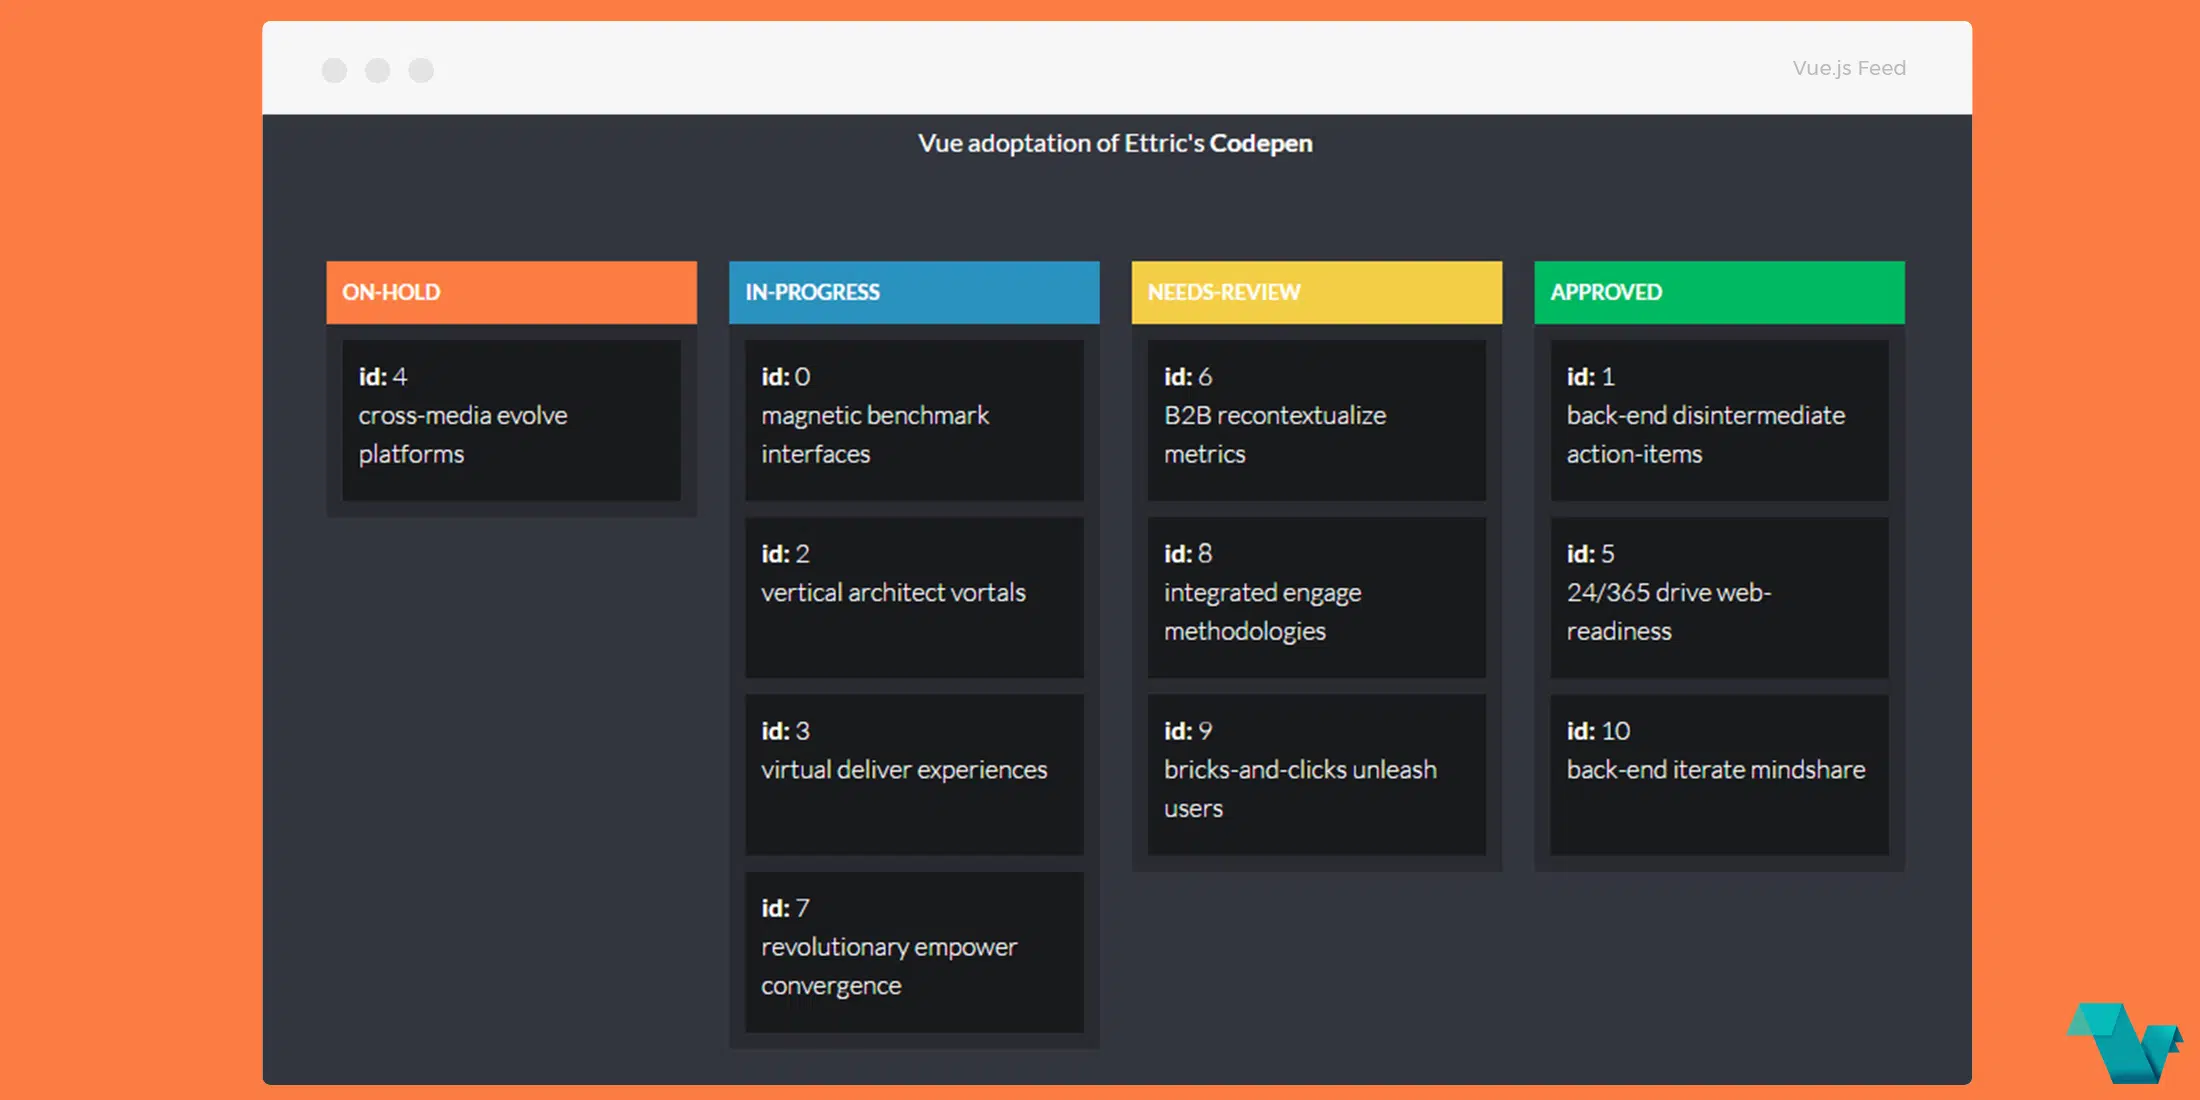 Vue.js Feed
Vue adoptation of Ettric's Codepen
ON-HOLD
id: 4
cross-media evolve
platforms
IN-PROGRESS
id: 0
magnetic benchmark
interfaces
id: 2
vertical architect vortals
id: 3
virtual deliver experiences
id: 7
revolutionary empower
convergence
NEEDS-REVIEW
id: 6
B2B recontextualize
metrics
id: 8
integrated engage
methodologies
id: 9
bricks-and-clicks unleash
users
APPROVED
id: 1
back-end disintermediate
action-items
id: 5
24/365 drive web-
readiness
id: 10
back-end iterate mindshare